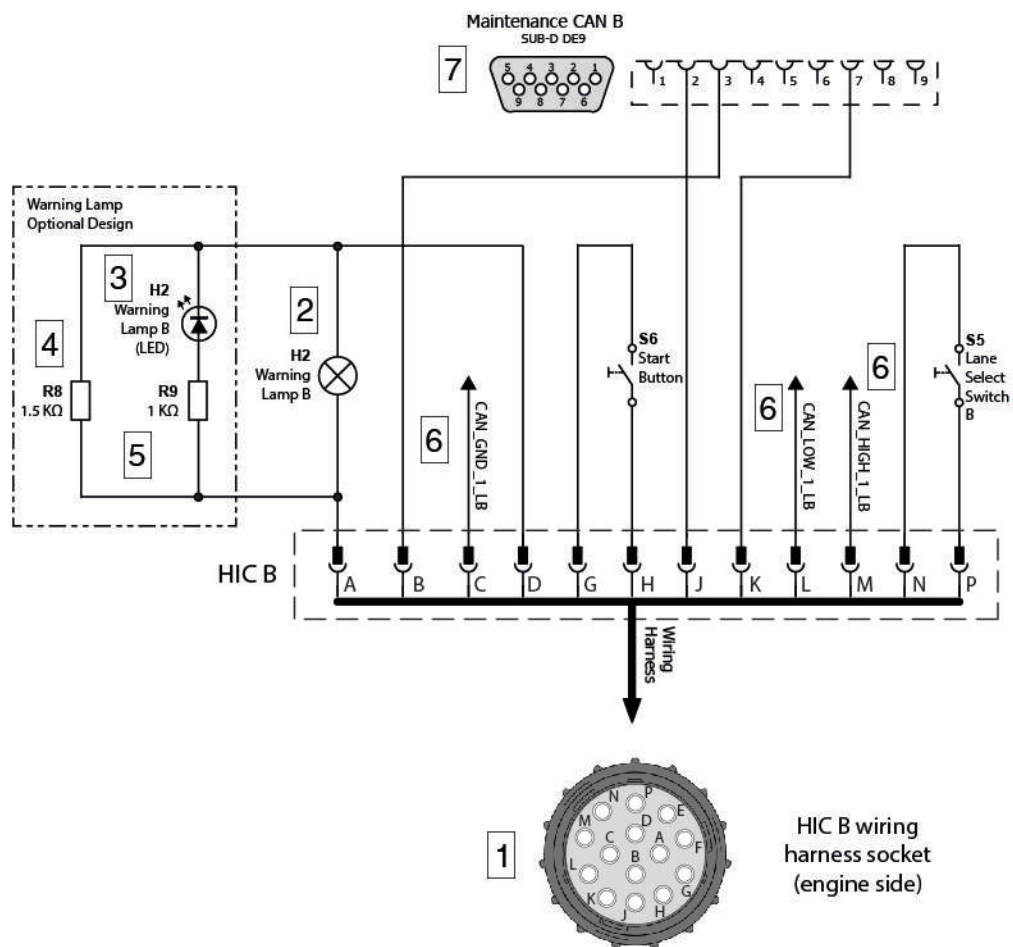 Maintenance CAN B
SUB-D DE9
7
5 4 3 2 1
9 8 7 6
1 2 3 4 5 6 7 8 9
Warning Lamp
Optional Design
3
H2
Warning
Lamp B
(LED)
4
R8
1.5 KΩ
R9
1 KΩ
5
2
H2
Warning
Lamp B
6
CAN_GND_1_LB
S6
Start
Button
6
CAN_LOW_1_LB
CAN_HIGH_1_LB
6
S5
Lane
Select
Switch
B
HIC B
A B C D G H J K L M N P
Wiring
Harness
1
P
N E
M D
C A F
B
L
K G
J H
HIC B wiring
harness socket
(engine side)